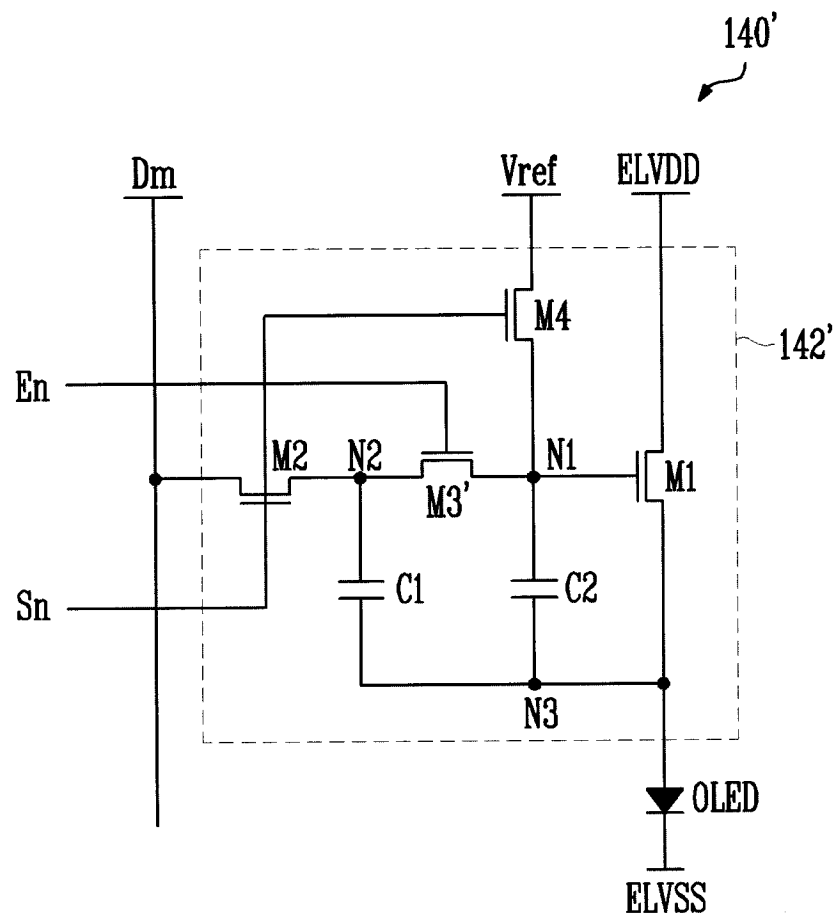 140'
Dm
Vref
ELVDD
M4
142'
En
M2
N2
N1
M1
M3'
C1
C2
Sn
N3
OLED
ELVSS